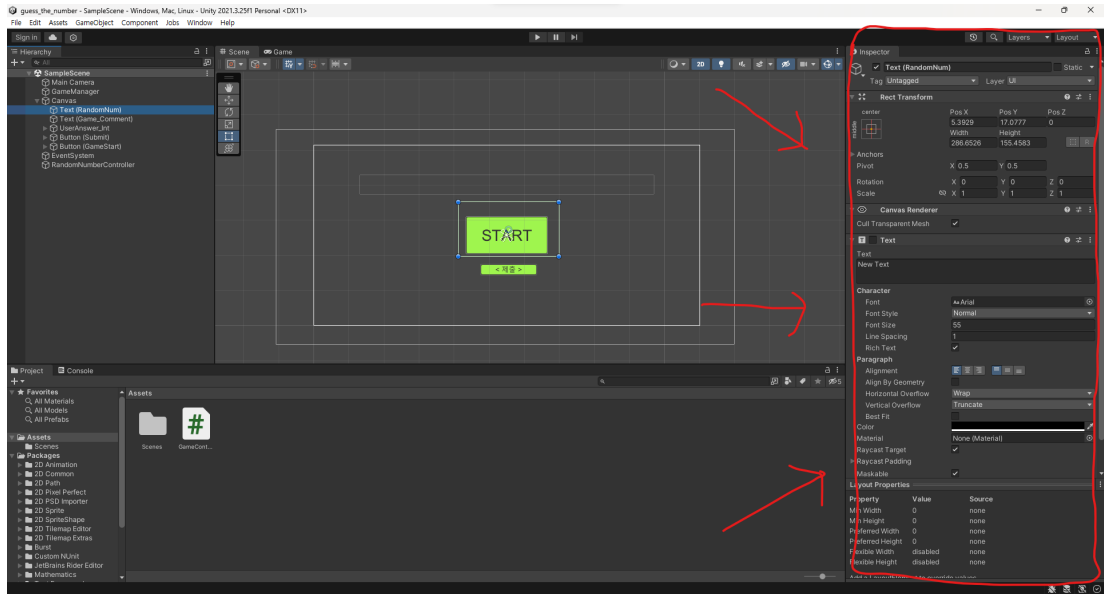 guess_the_number - SampleScene - Windows, Mac, Linux - Unity 2021.3.25f1 Personal <DX11>
File Edit Assets GameObject Component Jobs Window Help
Sign in
Layers Layout
Hierarchy
All
SampleScene
Main Camera
GameManager
Canvas
Text (RandomNum)
Text (Game_Comment)
UserAnswer_Int
Button (Submit)
Button (GameStart)
EventSystem
RandomNumberController
Scene Game
2D
START
< 제출 >
Inspector
Text (RandomNum) Static
Tag Untagged Layer UI
Rect Transform
center Pos X Pos Y Pos Z
middle 5.3929 17.0777 0
Width Height
286.6526 155.4583 R
Anchors
Pivot X 0.5 Y 0.5
Rotation X 0 Y 0 Z 0
Scale X 1 Y 1 Z 1
Canvas Renderer
Cull Transparent Mesh
T Text
Text
New Text
Character
Font Aa Arial
Font Style Normal
Font Size 55
Line Spacing 1
Rich Text
Paragraph
Alignment
Align By Geometry
Horizontal Overflow Wrap
Vertical Overflow Truncate
Best Fit
Color
Material None (Material)
Raycast Target
Raycast Padding
Maskable
Layout Properties
Property Value Source
Min Width 0 none
Min Height 0 none
Preferred Width 0 none
Preferred Height 0 none
Flexible Width disabled none
Flexible Height disabled none
Project Console
5
Favorites
All Materials
All Models
All Prefabs
Assets
Scenes
Packages
2D Animation
2D Common
2D Path
2D Pixel Perfect
2D PSD Importer
2D Sprite
2D SpriteShape
2D Tilemap Editor
2D Tilemap Extras
Burst
Custom NUnit
JetBrains Rider Editor
Mathematics
Assets
#
Scenes GameCont...